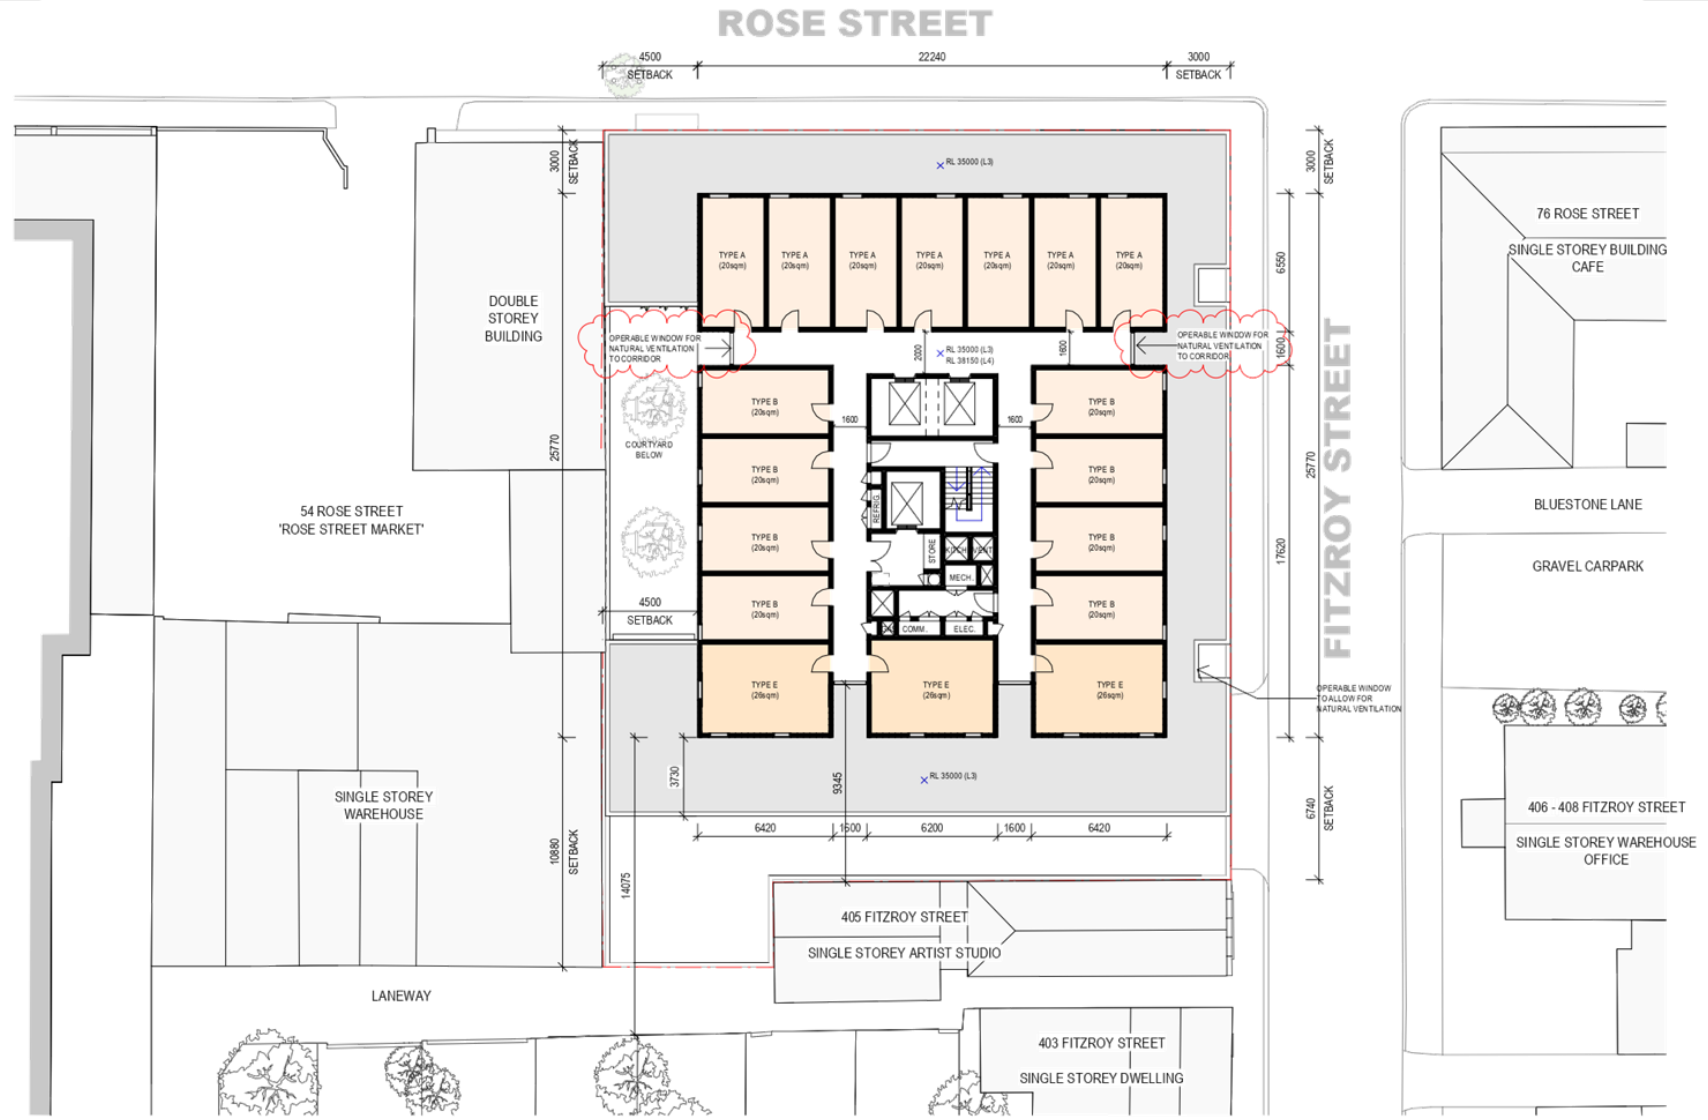 ROSE STREET
4500
SETBACK
22240
3000
SETBACK
3000
SETBACK
RL 35000 (L3)
3000
SETBACK
76 ROSE STREET
SINGLE STOREY BUILDING
CAFE
TYPE A
(20sqm)
TYPE A
(20sqm)
TYPE A
(20sqm)
TYPE A
(20sqm)
TYPE A
(20sqm)
TYPE A
(20sqm)
TYPE A
(20sqm)
6550
DOUBLE
STOREY
BUILDING
OPERABLE WINDOW FOR
NATURAL VENTILATION
TO CORRIDOR
2000
RL 35000 (L3)
RL 38150 (L4)
1600
OPERABLE WINDOW FOR
NATURAL VENTILATION
TO CORRIDOR
1600
FITZROY STREET
TYPE B
(20sqm)
1600
1600
TYPE B
(20sqm)
25770
COURTYARD
BELOW
TYPE B
(20sqm)
TYPE B
(20sqm)
25770
54 ROSE STREET
'ROSE STREET MARKET'
REFRIG.
BLUESTONE LANE
TYPE B
(20sqm)
STORE
KITCH
VENT
TYPE B
(20sqm)
17620
GRAVEL CARPARK
MECH.
4500
SETBACK
TYPE B
(20sqm)
TYPE B
(20sqm)
GAS
COMM.
ELEC.
TYPE E
(26sqm)
TYPE E
(26sqm)
TYPE E
(26sqm)
OPERABLE WINDOW
TO ALLOW FOR
NATURAL VENTILATION
3730
9345
RL 35000 (L3)
6740
SETBACK
SINGLE STOREY
WAREHOUSE
406 - 408 FITZROY STREET
SINGLE STOREY WAREHOUSE
OFFICE
6420
1600
6200
1600
6420
10880
SETBACK
14075
405 FITZROY STREET
SINGLE STOREY ARTIST STUDIO
LANEWAY
403 FITZROY STREET
SINGLE STOREY DWELLING